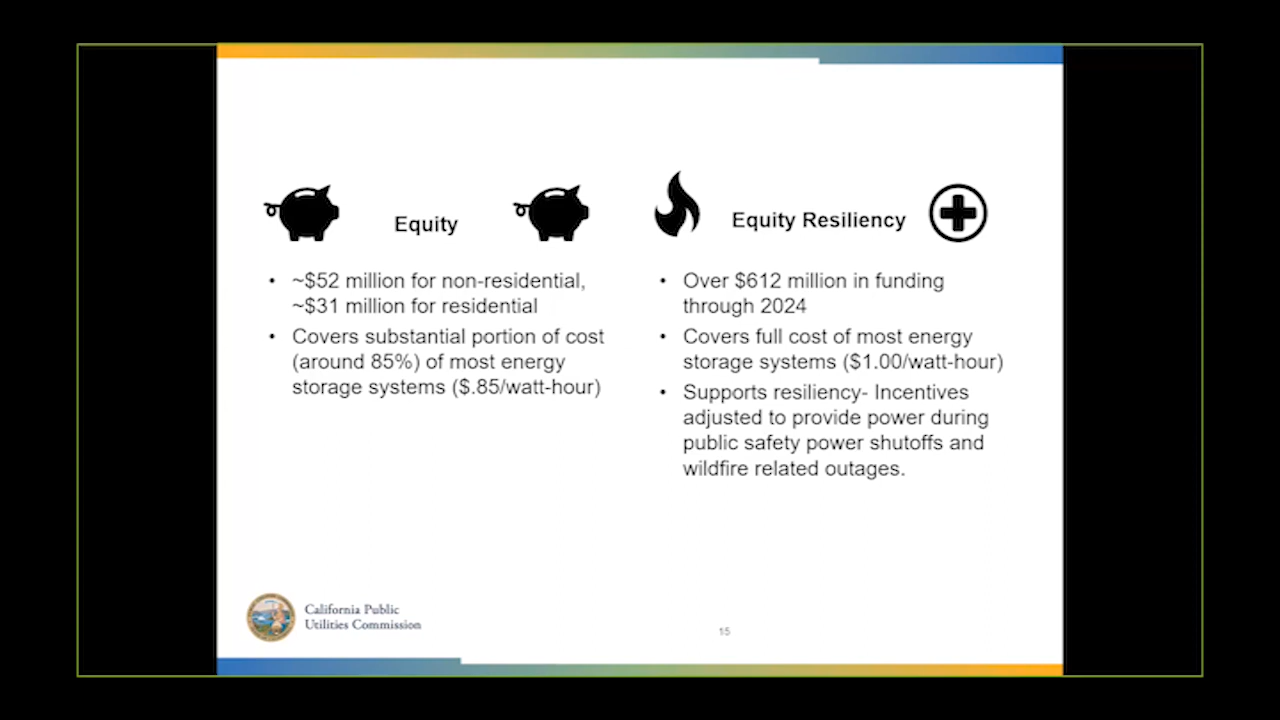 Equity
• ~$52 million for non-residential,
~$31 million for residential
• Covers substantial portion of cost
(around 85%) of most energy
storage systems ($.85/watt-hour)
Equity Resiliency
• Over $612 million in funding
through 2024
• Covers full cost of most energy
storage systems ($1.00/watt-hour)
• Supports resiliency- Incentives
adjusted to provide power during
public safety power shutoffs and
wildfire related outages.
California Public
Utilities Commission
15